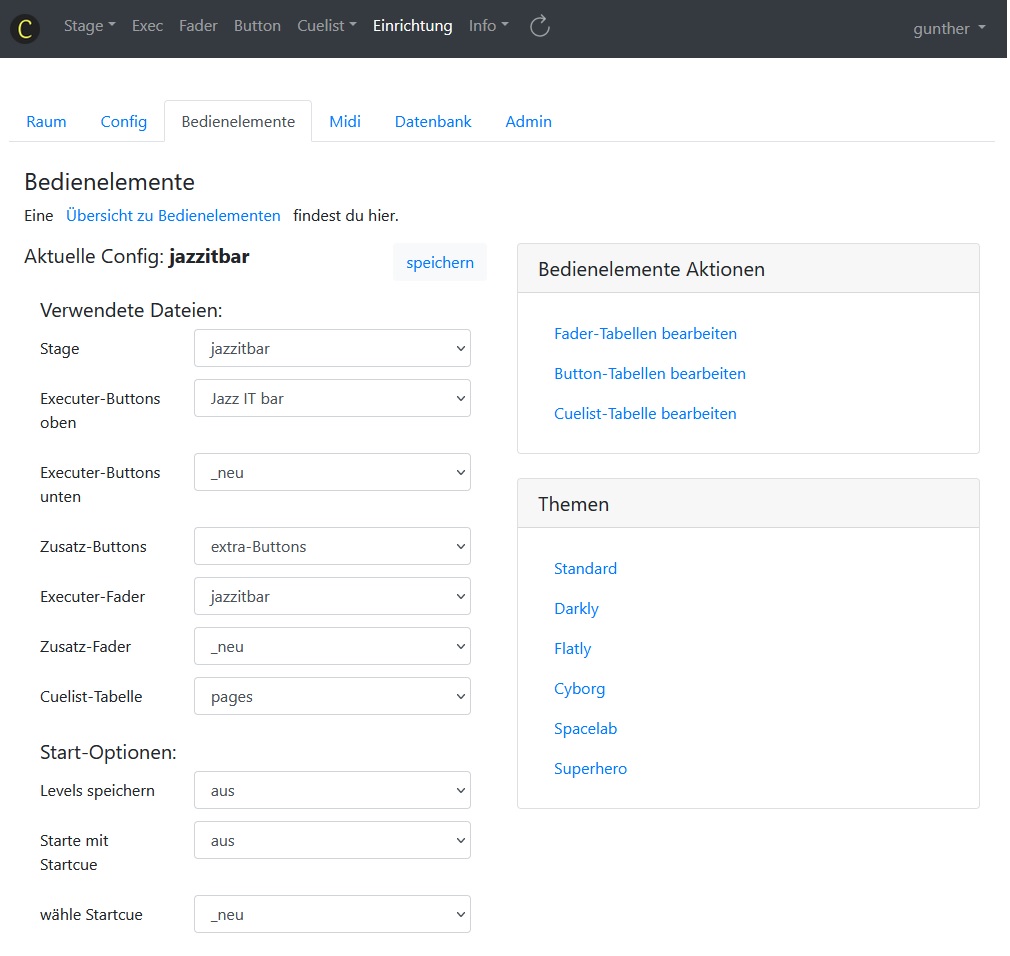 C Stage Exec Fader Button Cuelist Einrichtung Info gunther
Raum Config Bedienelemente Midi Datenbank Admin
Bedienelemente
Eine Übersicht zu Bedienelementen findest du hier.
Aktuelle Config: jazzitbar speichern
Verwendete Dateien:
Stage jazzitbar
Executer-Buttons Jazz IT bar
oben
Executer-Buttons _neu
unten
Zusatz-Buttons extra-Buttons
Executer-Fader jazzitbar
Zusatz-Fader _neu
Cuelist-Tabelle pages
Start-Optionen:
Levels speichern aus
Starte mit aus
Startcue
wähle Startcue _neu
Bedienelemente Aktionen
Fader-Tabellen bearbeiten
Button-Tabellen bearbeiten
Cuelist-Tabelle bearbeiten
Themen
Standard
Darkly
Flatly
Cyborg
Spacelab
Superhero